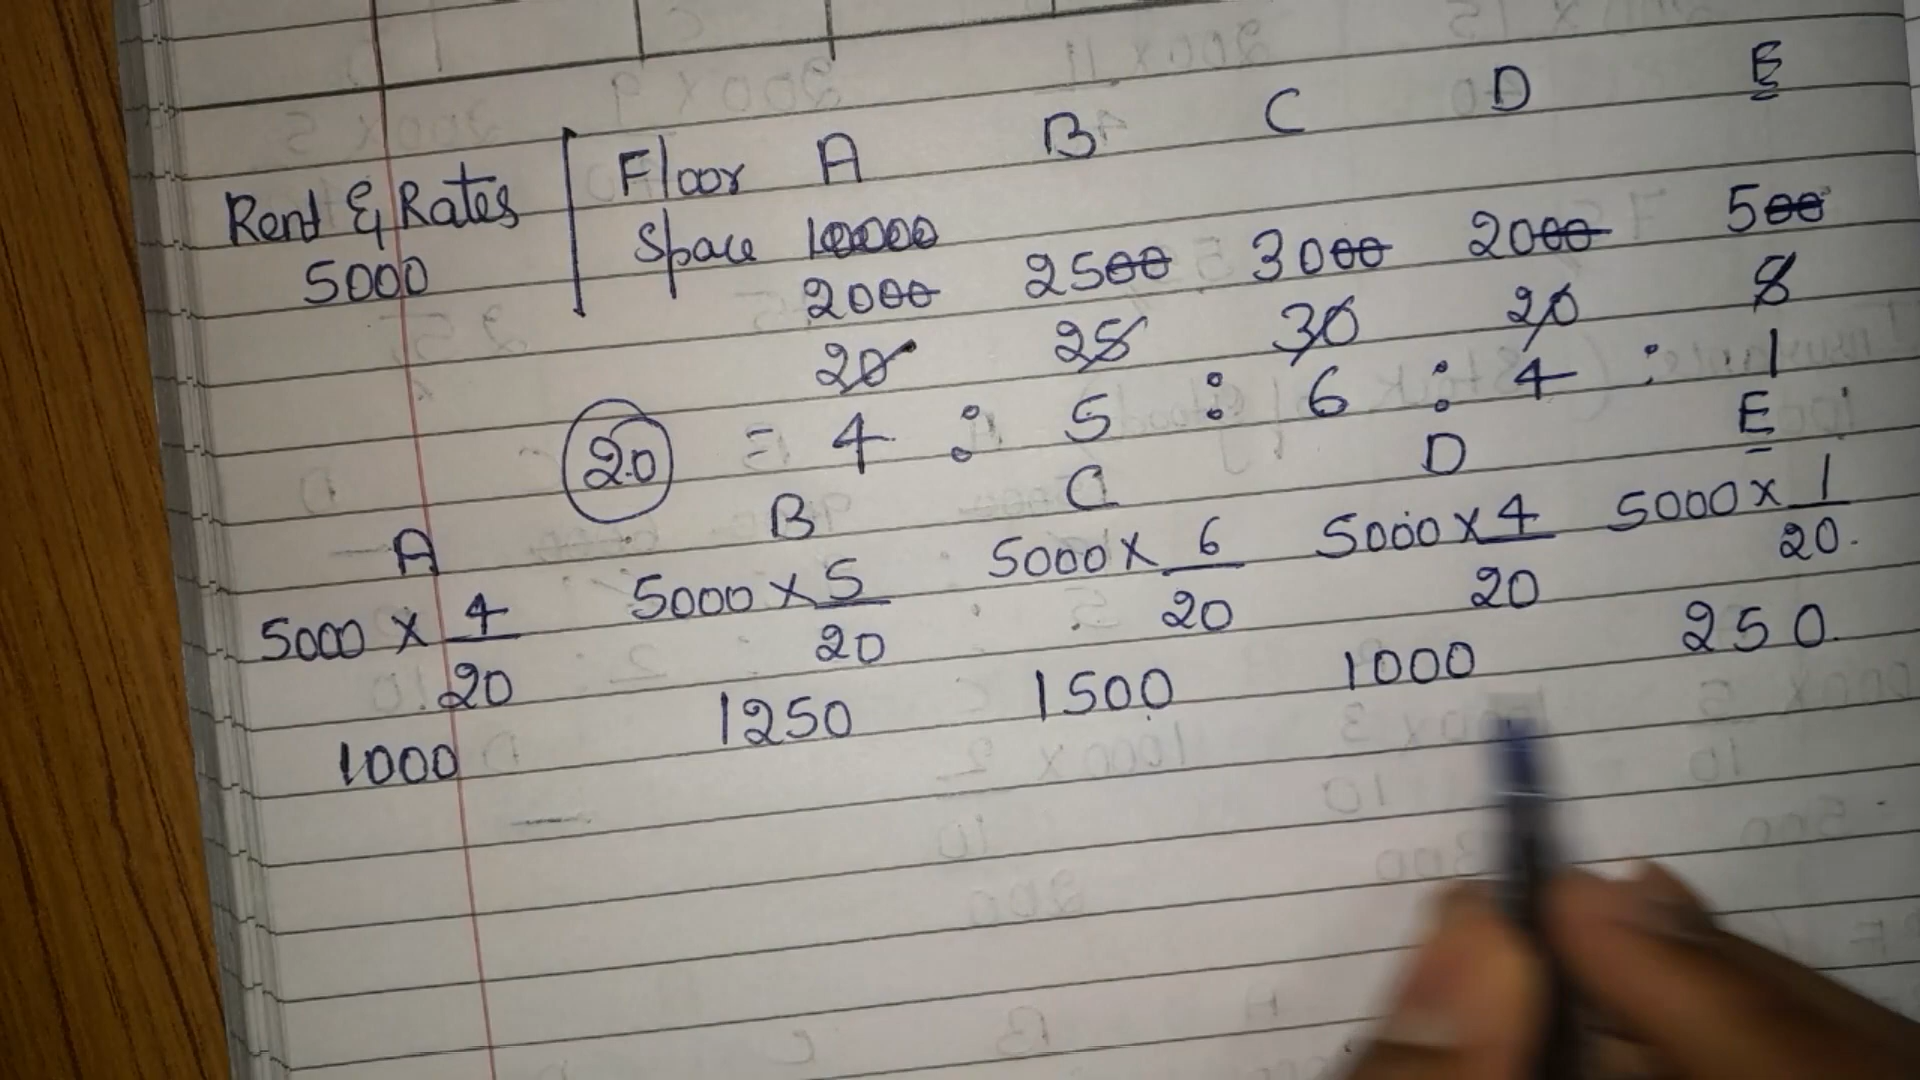 A B C D E
Rent & Rates Floor
5000 Space 10000
2000 2500 3000 2000 500
20 25 30 20 5
20 = 4 : 5 : 6 : 4 : 1
A B C D E
5000 x 4/20 5000 x 5/20 5000 x 6/20 5000 x 4/20 5000 x 1/20.
1000 1250 1500 1000 250